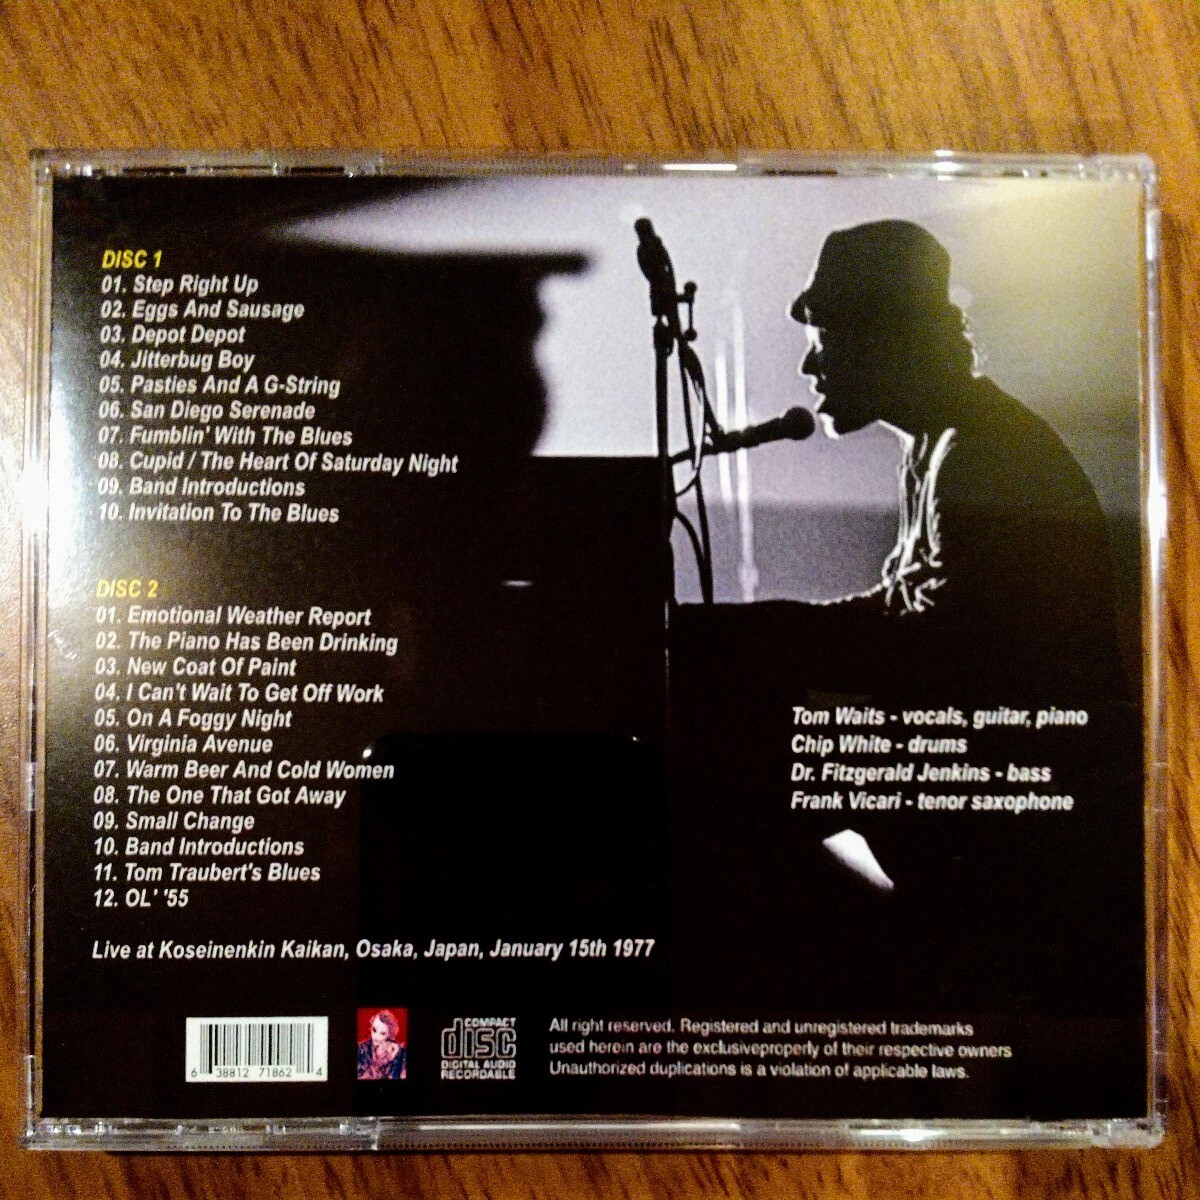 DISC 1
01. Step Right Up
02. Eggs And Sausage
03. Depot Depot
04. Jitterbug Boy
05. Pasties And A G-String
06. San Diego Serenade
07. Fumblin' With The Blues
08. Cupid / The Heart Of Saturday Night
09. Band Introductions
10. Invitation To The Blues
DISC 2
01. Emotional Weather Report
02. The Piano Has Been Drinking
03. New Coat Of Paint
04. I Can't Wait To Get Off Work
05. On A Foggy Night
06. Virginia Avenue
07. Warm Beer And Cold Women
08. The One That Got Away
09. Small Change
10. Band Introductions
11. Tom Traubert's Blues
12. OL' '55
Tom Waits - vocals, guitar, piano
Chip White - drums
Dr. Fitzgerald Jenkins - bass
Frank Vicari - tenor saxophone
Live at Koseinenkin Kaikan, Osaka, Japan, January 15th 1977
6 38812 71862 4
COMPACT
disc
DIGITAL AUDIO
RECORDABLE
All right reserved. Registered and unregistered trademarks
used herein are the exclusiveproperly of their respective owners
Unauthorized duplications is a violation of applicable laws.